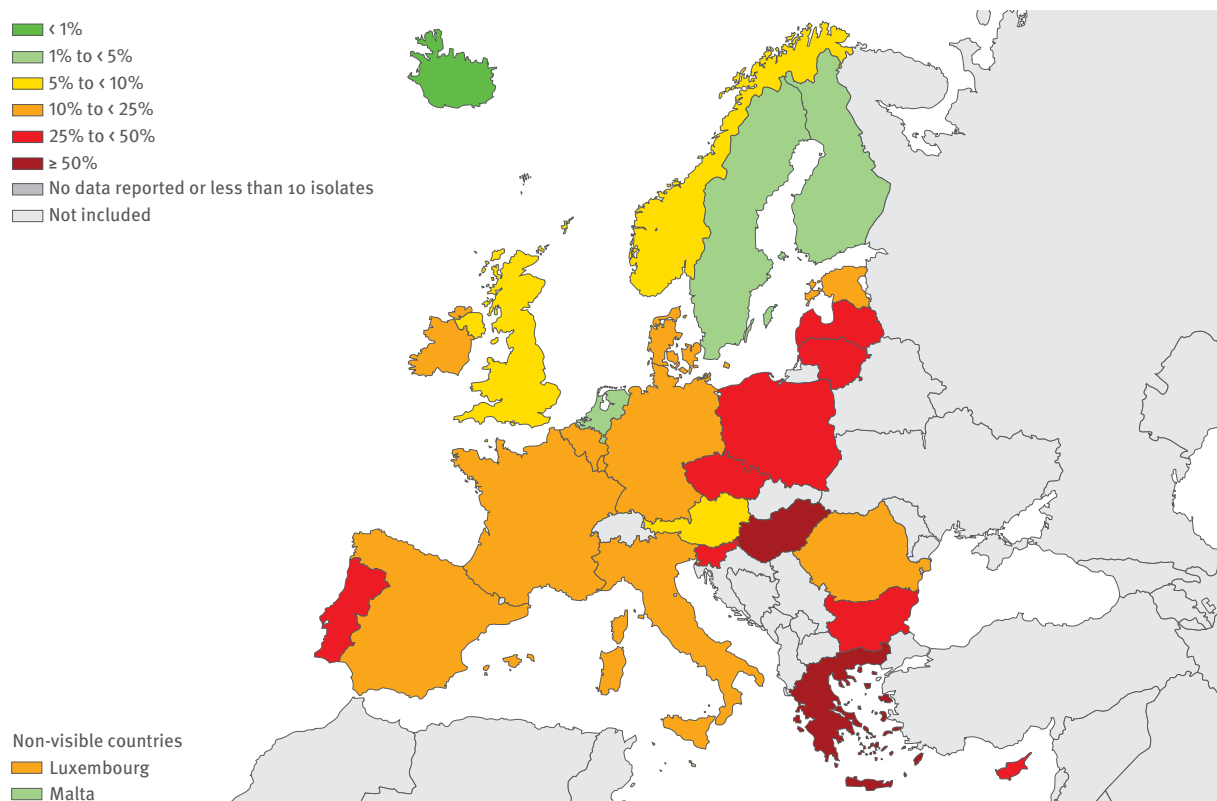 < 1%
1% to < 5%
5% to < 10%
10% to < 25%
25% to < 50%
≥ 50%
No data reported or less than 10 isolates
Not included
Non-visible countries
Luxembourg
Malta